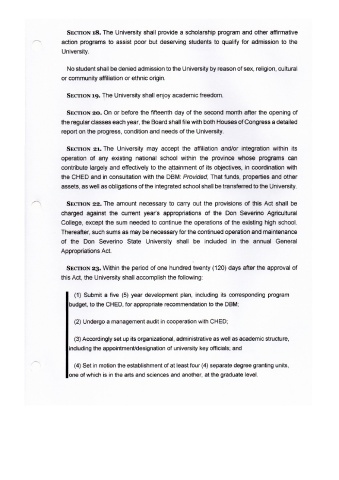 SECTION 18. The University shall provide a scholarship program and other affirmative
action programs to assist poor but deserving students to qualify for admission to the
University.
No student shall be denied admission to the University by reason of sex, religion, cultural
or community affiliation or ethnic origin.
SECTION 19. The University shall enjoy academic freedom.
SECTION 20. On or before the fifteenth day of the second month after the opening of
the regular classes each year, the Board shall file with both Houses of Congress a detailed
report on the progress, condition and needs of the University.
SECTION 21. The University may accept the affiliation and/or integration within its
operation of any existing national school within the province whose programs can
contribute largely and effectively to the attainment of its objectives, in coordination with
the CHED and in consultation with the DBM: Provided, That funds, properties and other
assets, as well as obligations of the integrated school shall be transferred to the University.
SECTION 22. The amount necessary to carry out the provisions of this Act shall be
charged against the current year's appropriations of the Don Severino Agricultural
College, except the sum needed to continue the operations of the existing high school.
Thereafter, such sums as may be necessary for the continued operation and maintenance
of the Don Severino State University shall be included in the annual General
Appropriations Act.
SECTION 23. Within the period of one hundred twenty (120) days after the approval of
this Act, the University shall accomplish the following:
(1) Submit a five (5) year development plan, including its corresponding program
budget, to the CHED, for appropriate recommendation to the DBM;
(2) Undergo a management audit in cooperation with CHED;
(3) Accordingly set up its organizational, administrative as well as academic structure,
including the appointment/designation of university key officials; and
(4) Set in motion the establishment of at least four (4) separate degree granting units,
one of which is in the arts and sciences and another, at the graduate level.